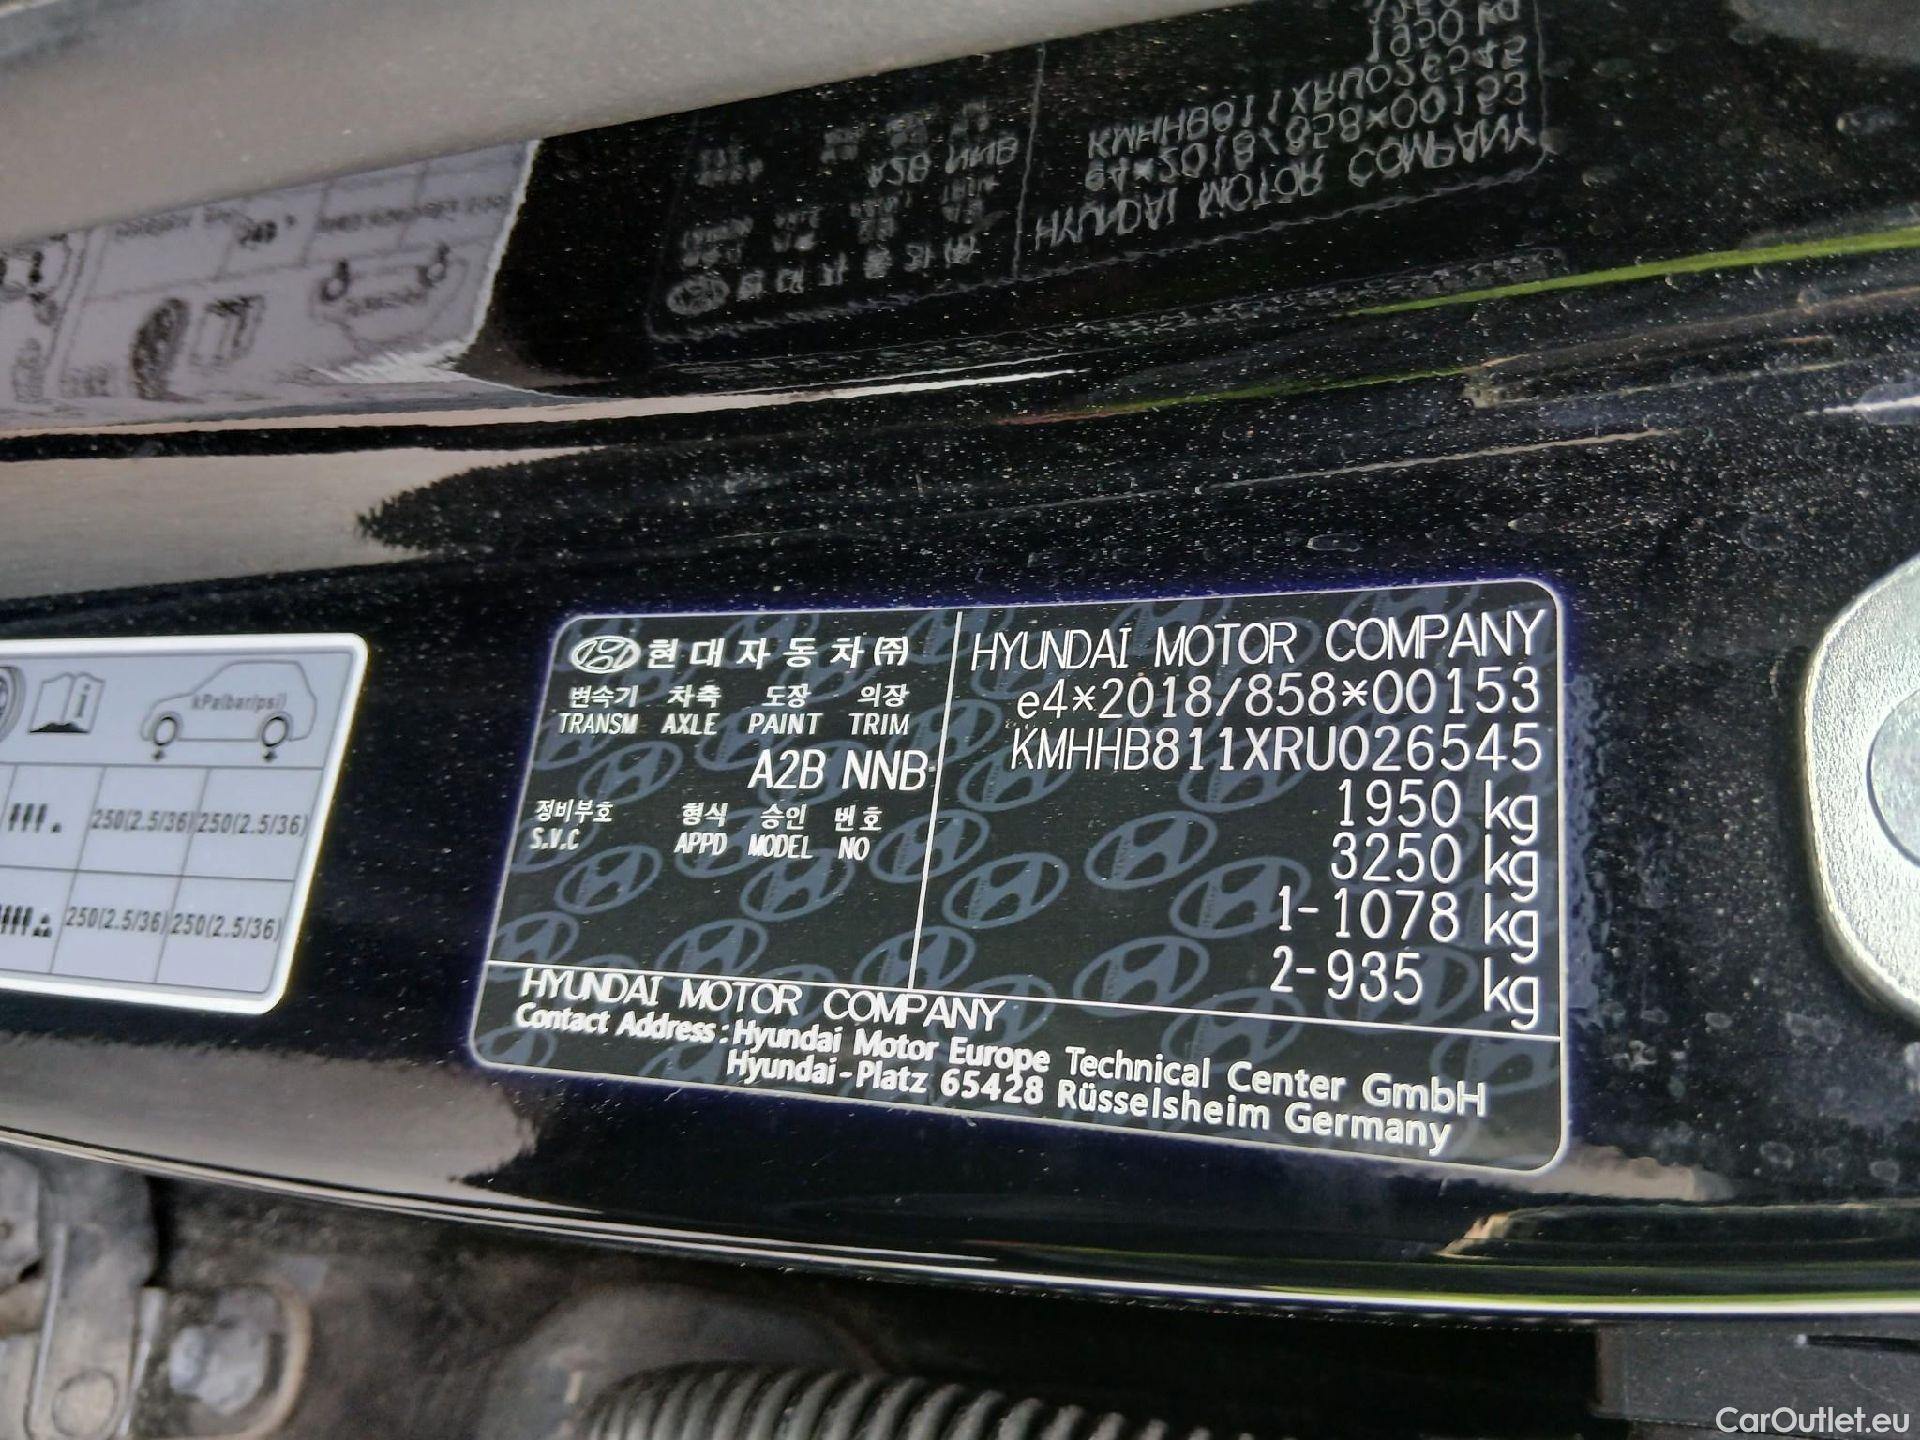 현대자동차(주)
변속기 차축 도장 의장
TRANSM AXLE PAINT TRIM
A2B NNB
정비부호 형식 승인 번호
S.V.C APPD MODEL NO
HYUNDAI MOTOR COMPANY
e4*2018/858*00153
KMHHB811XRU026545
1950 kg
3250 kg
1-1078 kg
2-935 kg
HYUNDAI MOTOR COMPANY
Contact Address : Hyundai Motor Europe Technical Center GmbH
Hyundai-Platz 65428 Rüsselsheim Germany
kPa(bar/psi)
250(2.5/36) 250(2.5/36)
250(2.5/36) 250(2.5/36)
CarOutlet.eu